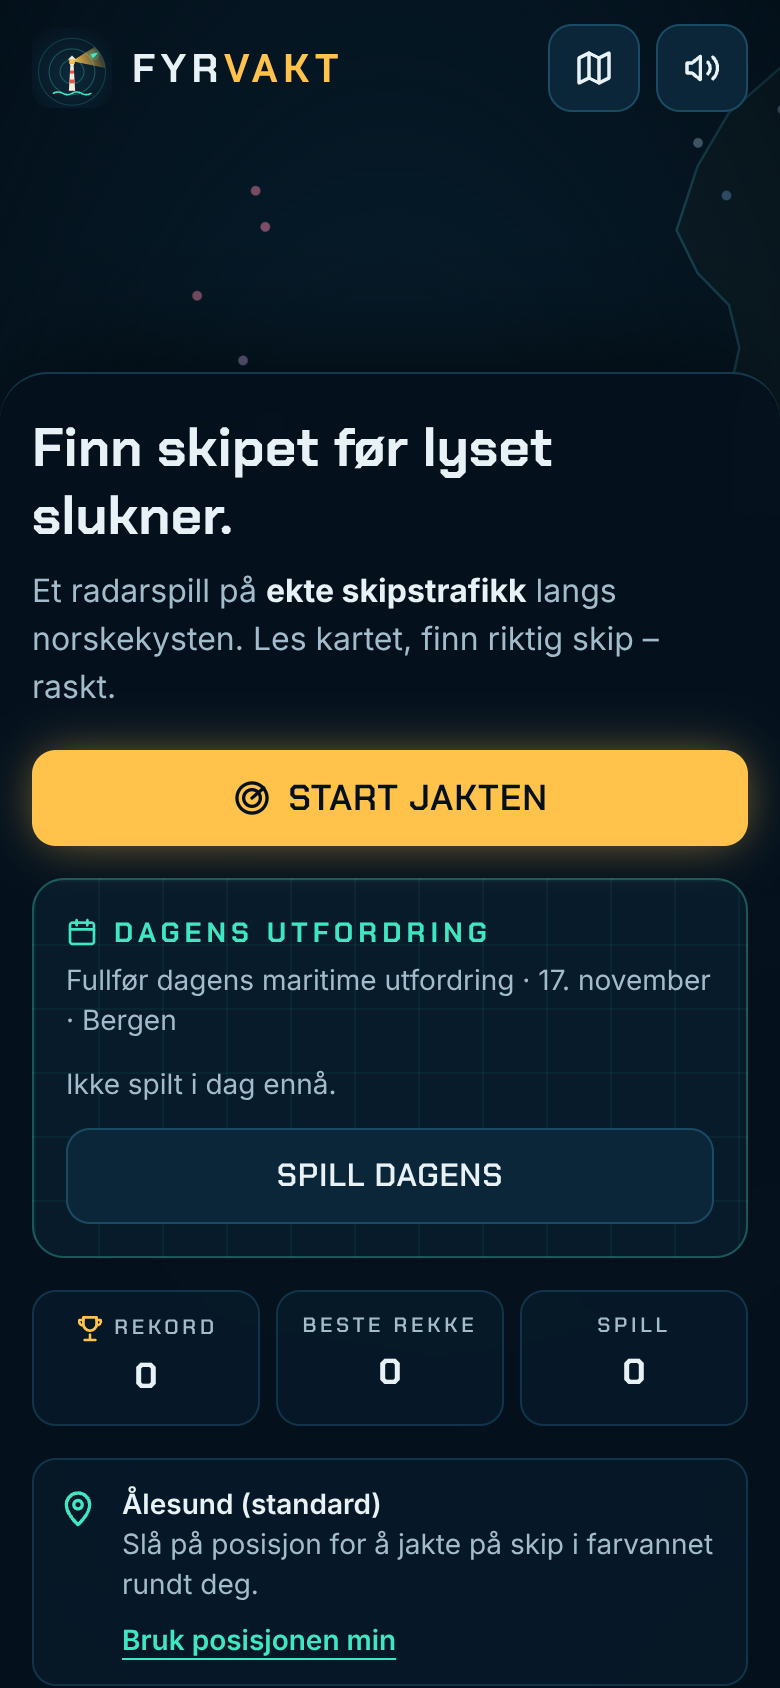 FYRVAKT
Finn skipet før lyset
slukner.
Et radarspill på ekte skipstrafikk langs
norskekysten. Les kartet, finn riktig skip –
raskt.
START JAKTEN
DAGENS UTFORDRING
Fullfør dagens maritime utfordring · 17. november
· Bergen
Ikke spilt i dag ennå.
SPILL DAGENS
REKORD
0
BESTE REKKE
0
SPILL
0
Ålesund (standard)
Slå på posisjon for å jakte på skip i farvannet
rundt deg.
Bruk posisjonen min